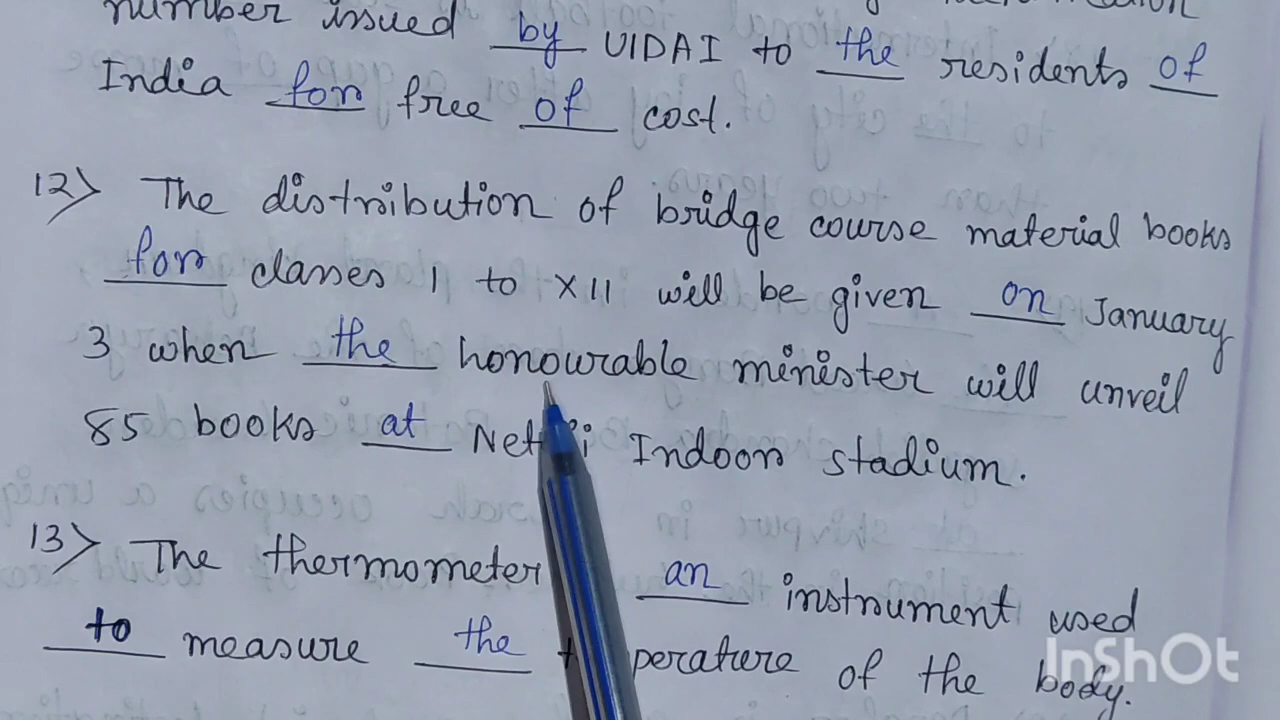 number issued by UIDAI to the residents of
India for free of cost.
12> The distribution of bridge course material books
for classes 1 to XII will be given on January
3 when the honourable minister will unveil
85 books at Indoor stadium.
13> The thermometer an instrument used
to measure the of the body.
InShOt